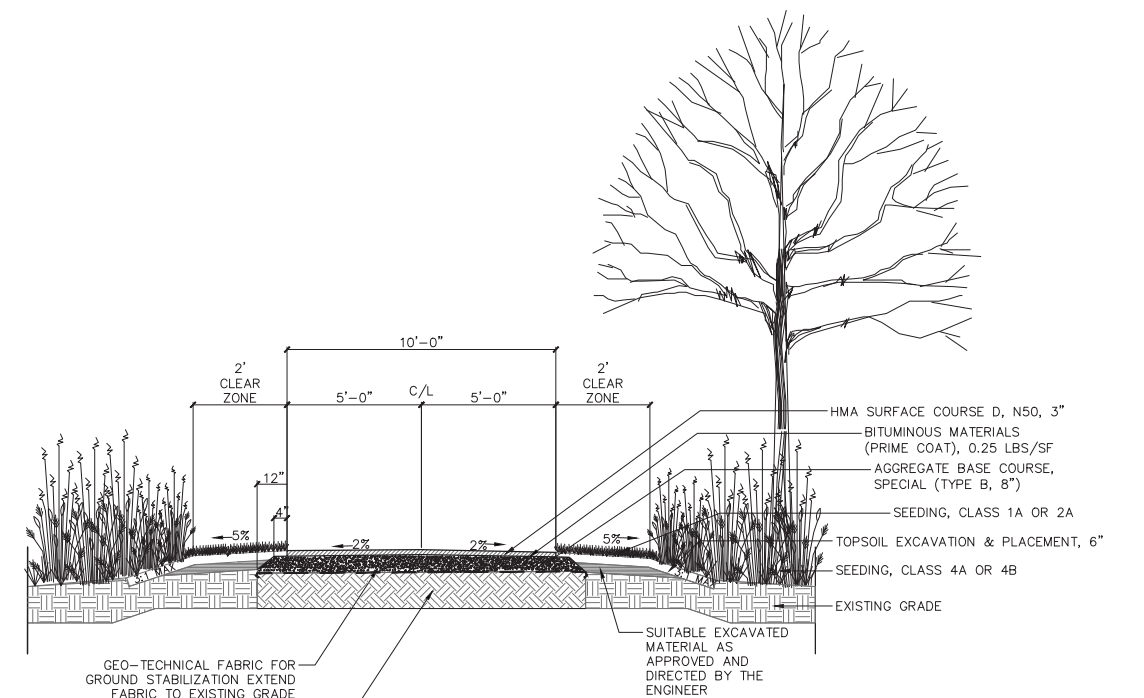 10'-0"
2'
CLEAR
ZONE
5'-0"
C/L
5'-0"
2'
CLEAR
ZONE
HMA SURFACE COURSE D, N50, 3"
BITUMINOUS MATERIALS
(PRIME COAT), 0.25 LBS/SF
AGGREGATE BASE COURSE,
SPECIAL (TYPE B, 8")
12"
4"
SEEDING, CLASS 1A OR 2A
5%
2%
2%
5%
TOPSOIL EXCAVATION & PLACEMENT, 6"
SEEDING, CLASS 4A OR 4B
EXISTING GRADE
SUITABLE EXCAVATED
MATERIAL AS
APPROVED AND
DIRECTED BY THE
ENGINEER
GEO-TECHNICAL FABRIC FOR
GROUND STABILIZATION EXTEND
FABRIC TO EXISTING GRADE